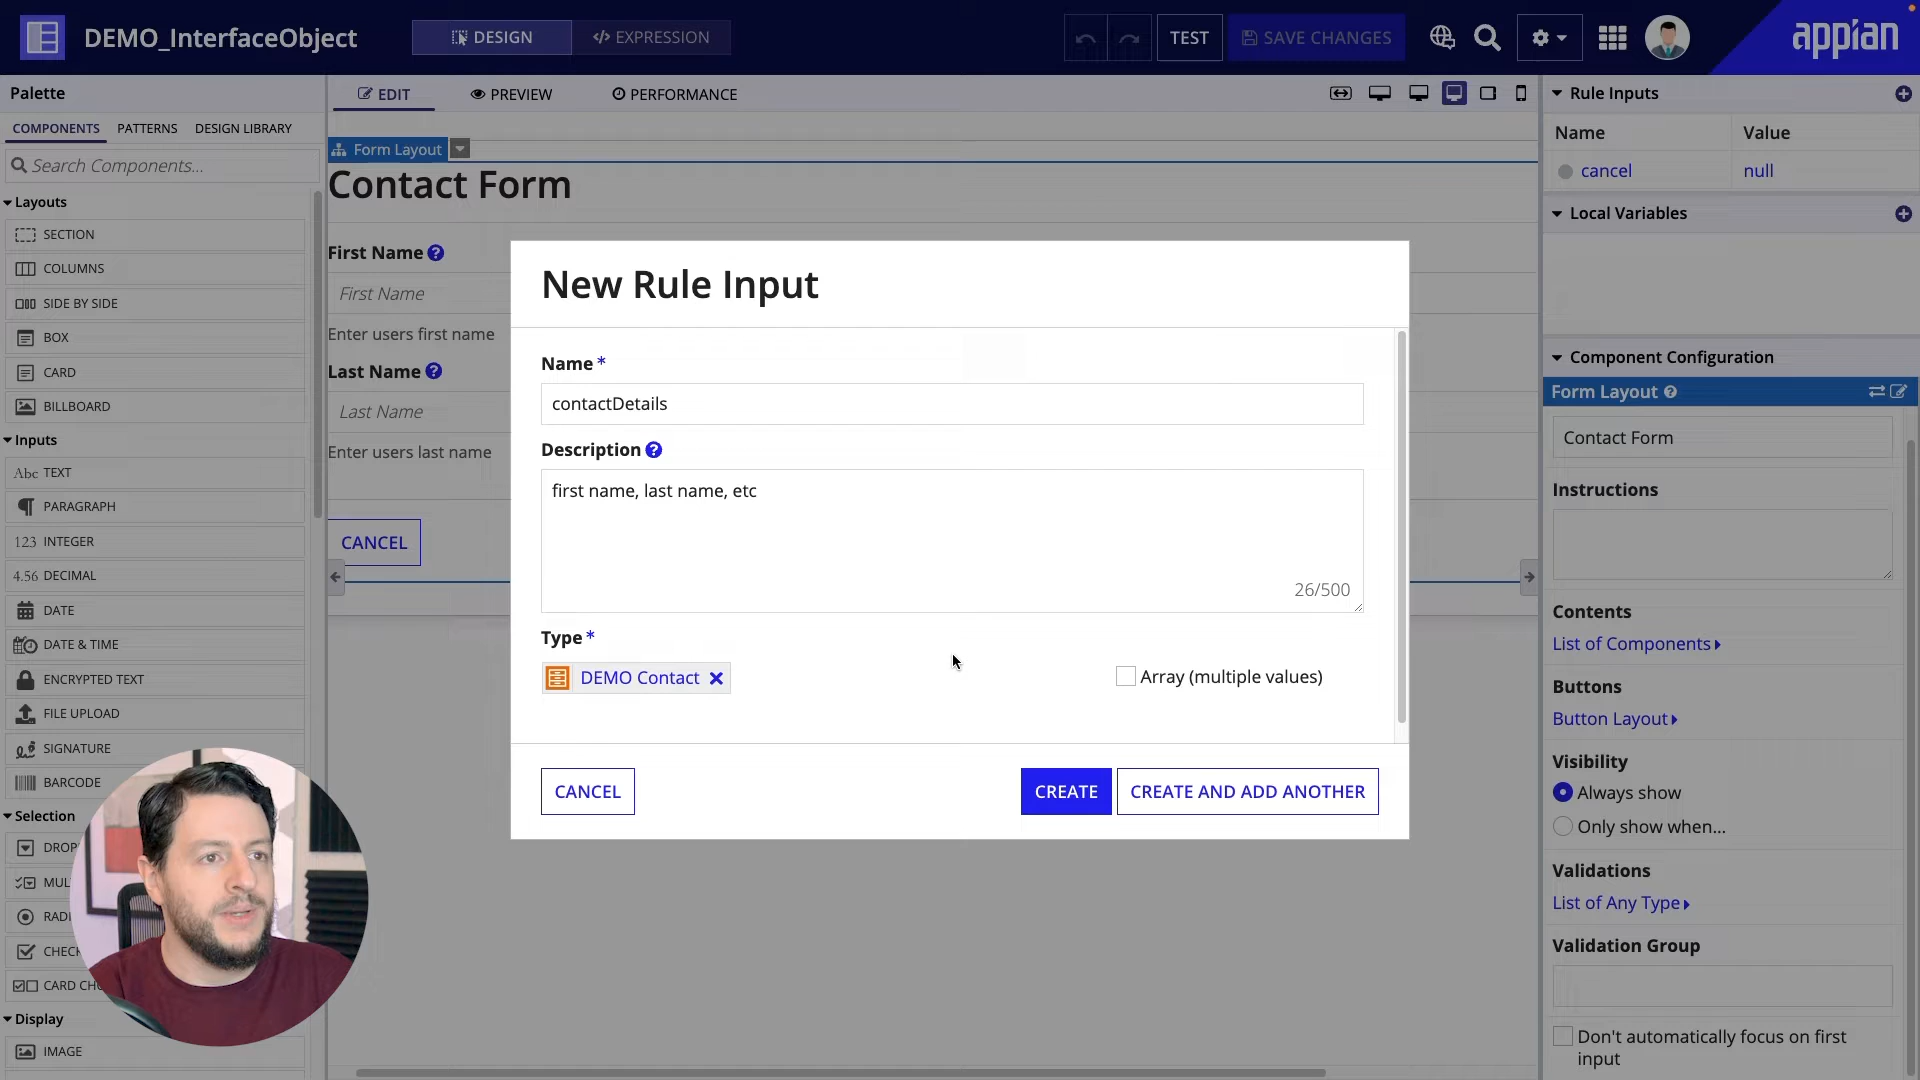 DEMO_InterfaceObject
DESIGN
</> EXPRESSION
TEST
SAVE CHANGES
appian
Palette
COMPONENTS
PATTERNS
DESIGN LIBRARY
Search Components...
Layouts
SECTION
COLUMNS
SIDE BY SIDE
BOX
CARD
BILLBOARD
Inputs
Abc TEXT
PARAGRAPH
123 INTEGER
4.56 DECIMAL
DATE
DATE & TIME
ENCRYPTED TEXT
FILE UPLOAD
SIGNATURE
BARCODE
Selection
DROP
MUL
RADI
CHECK
CARD CHO
Display
IMAGE
EDIT
PREVIEW
PERFORMANCE
Form Layout
Contact Form
First Name ?
First Name
Enter users first name
Last Name ?
Last Name
Enter users last name
CANCEL
New Rule Input
Name *
contactDetails
Description ?
first name, last name, etc
26/500
Type *
DEMO Contact
Array (multiple values)
CANCEL
CREATE
CREATE AND ADD ANOTHER
Rule Inputs
Name Value
cancel null
Local Variables
Component Configuration
Form Layout ?
Contact Form
Instructions
Contents
List of Components
Buttons
Button Layout
Visibility
Always show
Only show when...
Validations
List of Any Type
Validation Group
Don't automatically focus on first
input